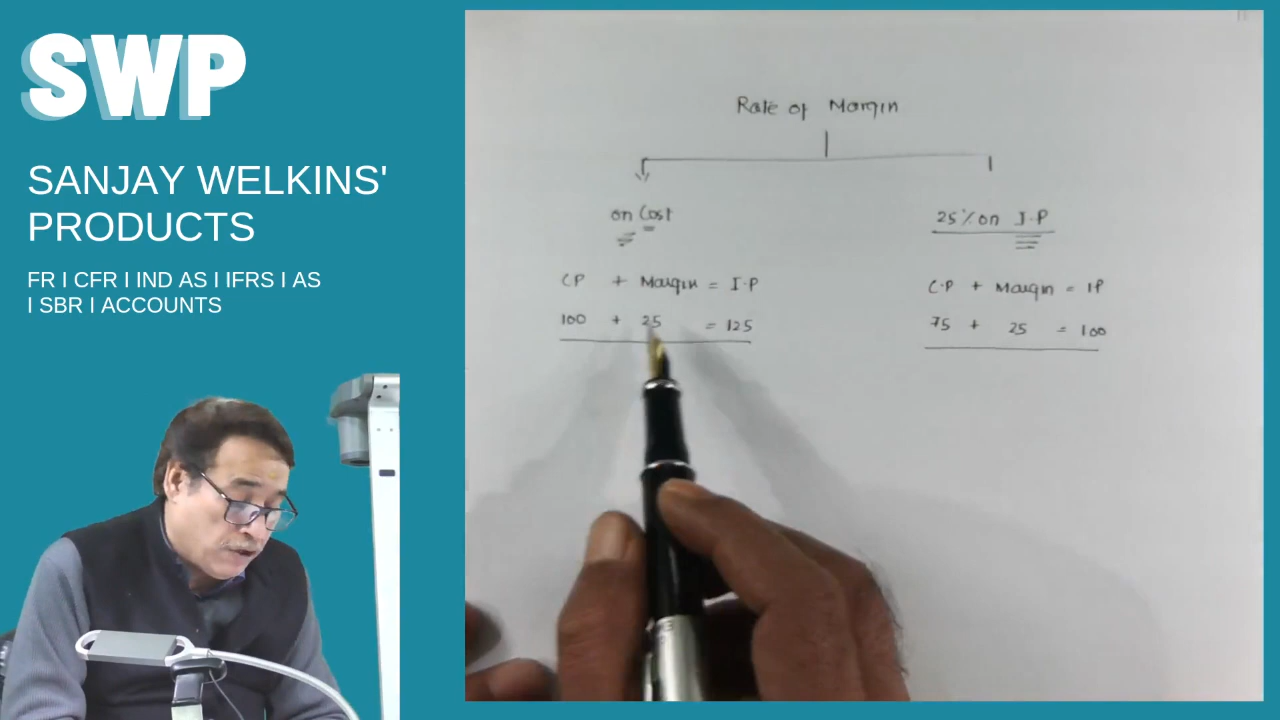 SWP
SANJAY WELKINS'
PRODUCTS
FR I CFR I IND AS I IFRS I AS
I SBR I ACCOUNTS
Rate of Margin
on Cost
CP + Margin = I.P
100 + 25 = 125
25% on I.P
C.P + Margin = IP
75 + 25 = 100